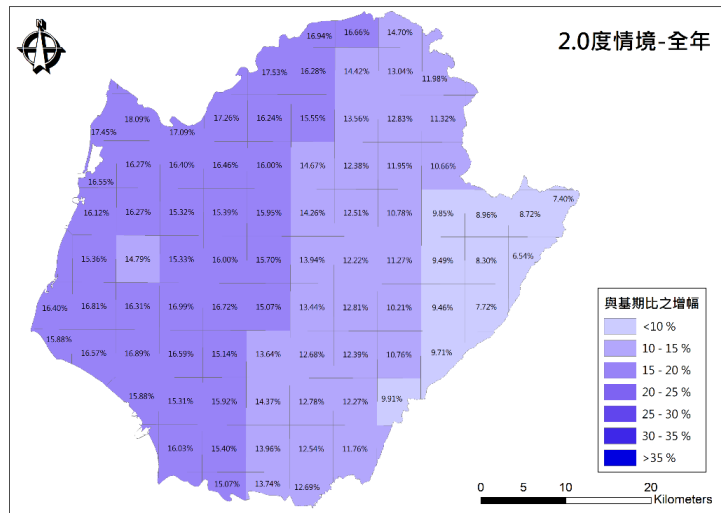 N
2.0度情境-全年
16.94% 16.66% 14.70%
17.53% 16.28% 14.42% 13.04% 11.98%
18.09% 17.26% 16.24% 15.55% 13.56% 12.83% 11.32%
17.45% 17.09%
16.27% 16.40% 16.46% 16.00% 14.67% 12.38% 11.95% 10.66%
16.55%
16.12% 16.27% 15.32% 15.39% 15.95% 14.26% 12.51% 10.78% 9.85% 8.96% 8.72% 7.40%
15.36% 14.79% 15.33% 16.00% 15.70% 13.94% 12.22% 11.27% 9.49% 8.30% 6.54%
16.40% 16.81% 16.31% 16.99% 16.72% 15.07% 13.44% 12.81% 10.21% 9.46% 7.72%
15.88%
16.57% 16.89% 16.59% 15.14% 13.64% 12.68% 12.39% 10.76% 9.71%
15.88% 15.31% 15.92% 14.37% 12.78% 12.27% 9.91%
16.03% 15.40% 13.96% 12.54% 11.76%
15.07% 13.74% 12.69%
與基期比之增幅
<10 %
10 - 15 %
15 - 20 %
20 - 25 %
25 - 30 %
30 - 35 %
>35 %
0 5 10 20
Kilometers